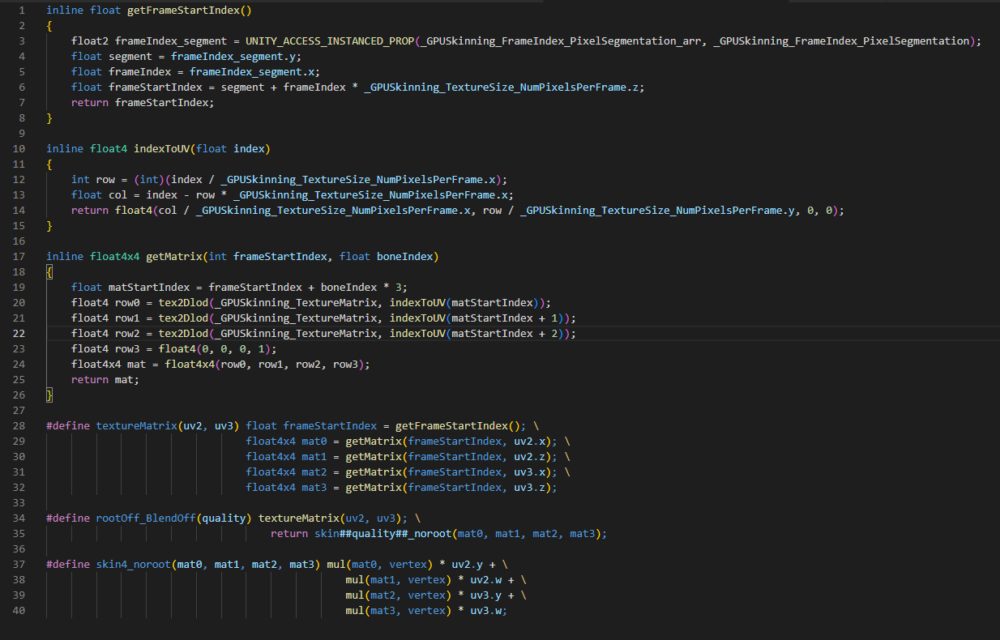 1 inline float getFrameStartIndex()
2 {
3 float2 frameIndex_segment = UNITY_ACCESS_INSTANCED_PROP(_GPUSkinning_FrameIndex_PixelSegmentation_arr, _GPUSkinning_FrameIndex_PixelSegmentation);
4 float segment = frameIndex_segment.y;
5 float frameIndex = frameIndex_segment.x;
6 float frameStartIndex = segment + frameIndex * _GPUSkinning_TextureSize_NumPixelsPerFrame.z;
7 return frameStartIndex;
8 }
9
10 inline float4 indexToUV(float index)
11 {
12 int row = (int)(index / _GPUSkinning_TextureSize_NumPixelsPerFrame.x);
13 float col = index - row * _GPUSkinning_TextureSize_NumPixelsPerFrame.x;
14 return float4(col / _GPUSkinning_TextureSize_NumPixelsPerFrame.x, row / _GPUSkinning_TextureSize_NumPixelsPerFrame.y, 0, 0);
15 }
16
17 inline float4x4 getMatrix(int frameStartIndex, float boneIndex)
18 {
19 float matStartIndex = frameStartIndex + boneIndex * 3;
20 float4 row0 = tex2Dlod(_GPUSkinning_TextureMatrix, indexToUV(matStartIndex));
21 float4 row1 = tex2Dlod(_GPUSkinning_TextureMatrix, indexToUV(matStartIndex + 1));
22 float4 row2 = tex2Dlod(_GPUSkinning_TextureMatrix, indexToUV(matStartIndex + 2));
23 float4 row3 = float4(0, 0, 0, 1);
24 float4x4 mat = float4x4(row0, row1, row2, row3);
25 return mat;
26 }
27
28 #define textureMatrix(uv2, uv3) float frameStartIndex = getFrameStartIndex(); \
29 float4x4 mat0 = getMatrix(frameStartIndex, uv2.x); \
30 float4x4 mat1 = getMatrix(frameStartIndex, uv2.z); \
31 float4x4 mat2 = getMatrix(frameStartIndex, uv3.x); \
32 float4x4 mat3 = getMatrix(frameStartIndex, uv3.z);
33
34 #define rootOff_BlendOff(quality) textureMatrix(uv2, uv3); \
35 return skin##quality##_noroot(mat0, mat1, mat2, mat3);
36
37 #define skin4_noroot(mat0, mat1, mat2, mat3) mul(mat0, vertex) * uv2.y + \
38 mul(mat1, vertex) * uv2.w + \
39 mul(mat2, vertex) * uv3.y + \
40 mul(mat3, vertex) * uv3.w;